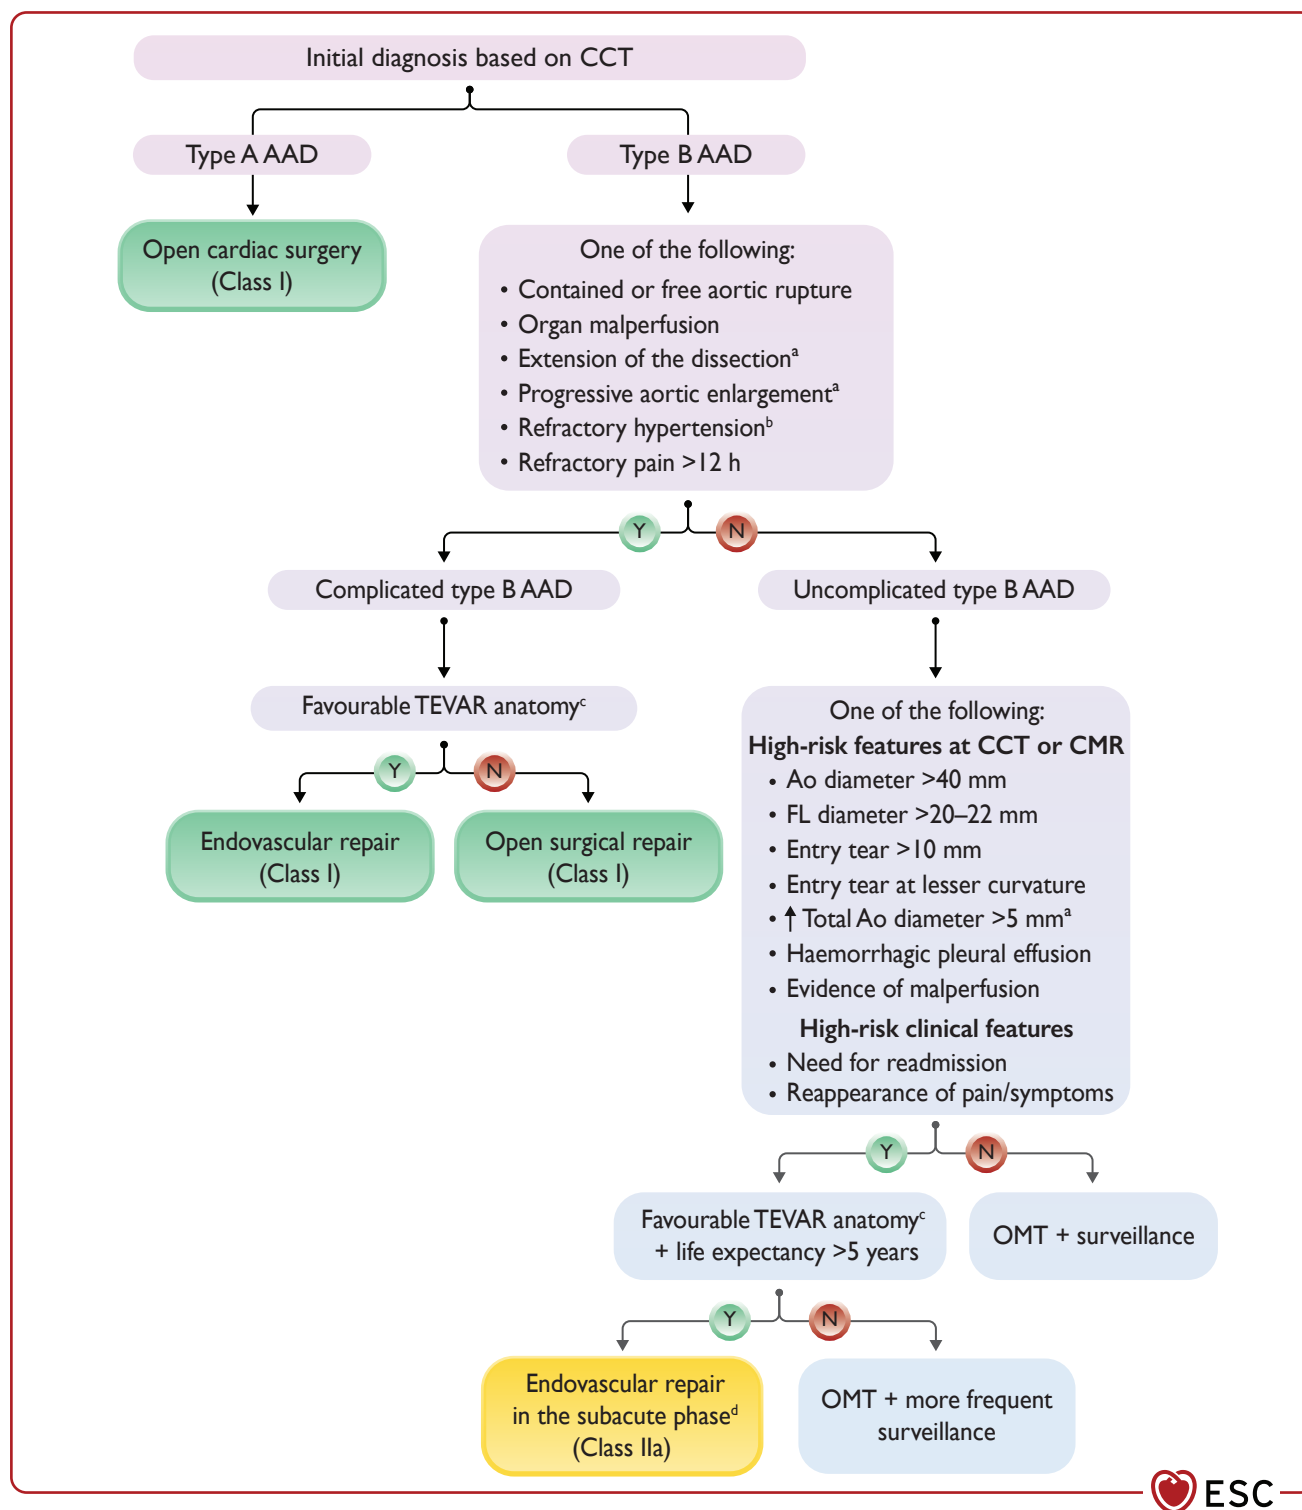 Initial diagnosis based on CCT
Type A AAD
Type B AAD
Open cardiac surgery
(Class I)
One of the following:
• Contained or free aortic rupture
• Organ malperfusion
• Extension of the dissectionᵃ
• Progressive aortic enlargementᵃ
• Refractory hypertensionᵇ
• Refractory pain >12 h
Y
N
Complicated type B AAD
Uncomplicated type B AAD
Favourable TEVAR anatomyᶜ
Y
N
Endovascular repair
(Class I)
Open surgical repair
(Class I)
One of the following:
High-risk features at CCT or CMR
• Ao diameter >40 mm
• FL diameter >20–22 mm
• Entry tear >10 mm
• Entry tear at lesser curvature
• ↑ Total Ao diameter >5 mmᵃ
• Haemorrhagic pleural effusion
• Evidence of malperfusion
High-risk clinical features
• Need for readmission
• Reappearance of pain/symptoms
Y
N
Favourable TEVAR anatomyᶜ
+ life expectancy >5 years
OMT + surveillance
Y
N
Endovascular repair
in the subacute phaseᵈ
(Class IIa)
OMT + more frequent
surveillance
ESC